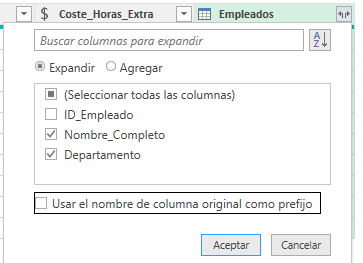 $ Coste_Horas_Extra Empleados
Buscar columnas para expandir
A
Z
Expandir Agregar
(Seleccionar todas las columnas)
ID_Empleado
Nombre_Completo
Departamento
Usar el nombre de columna original como prefijo
Aceptar Cancelar